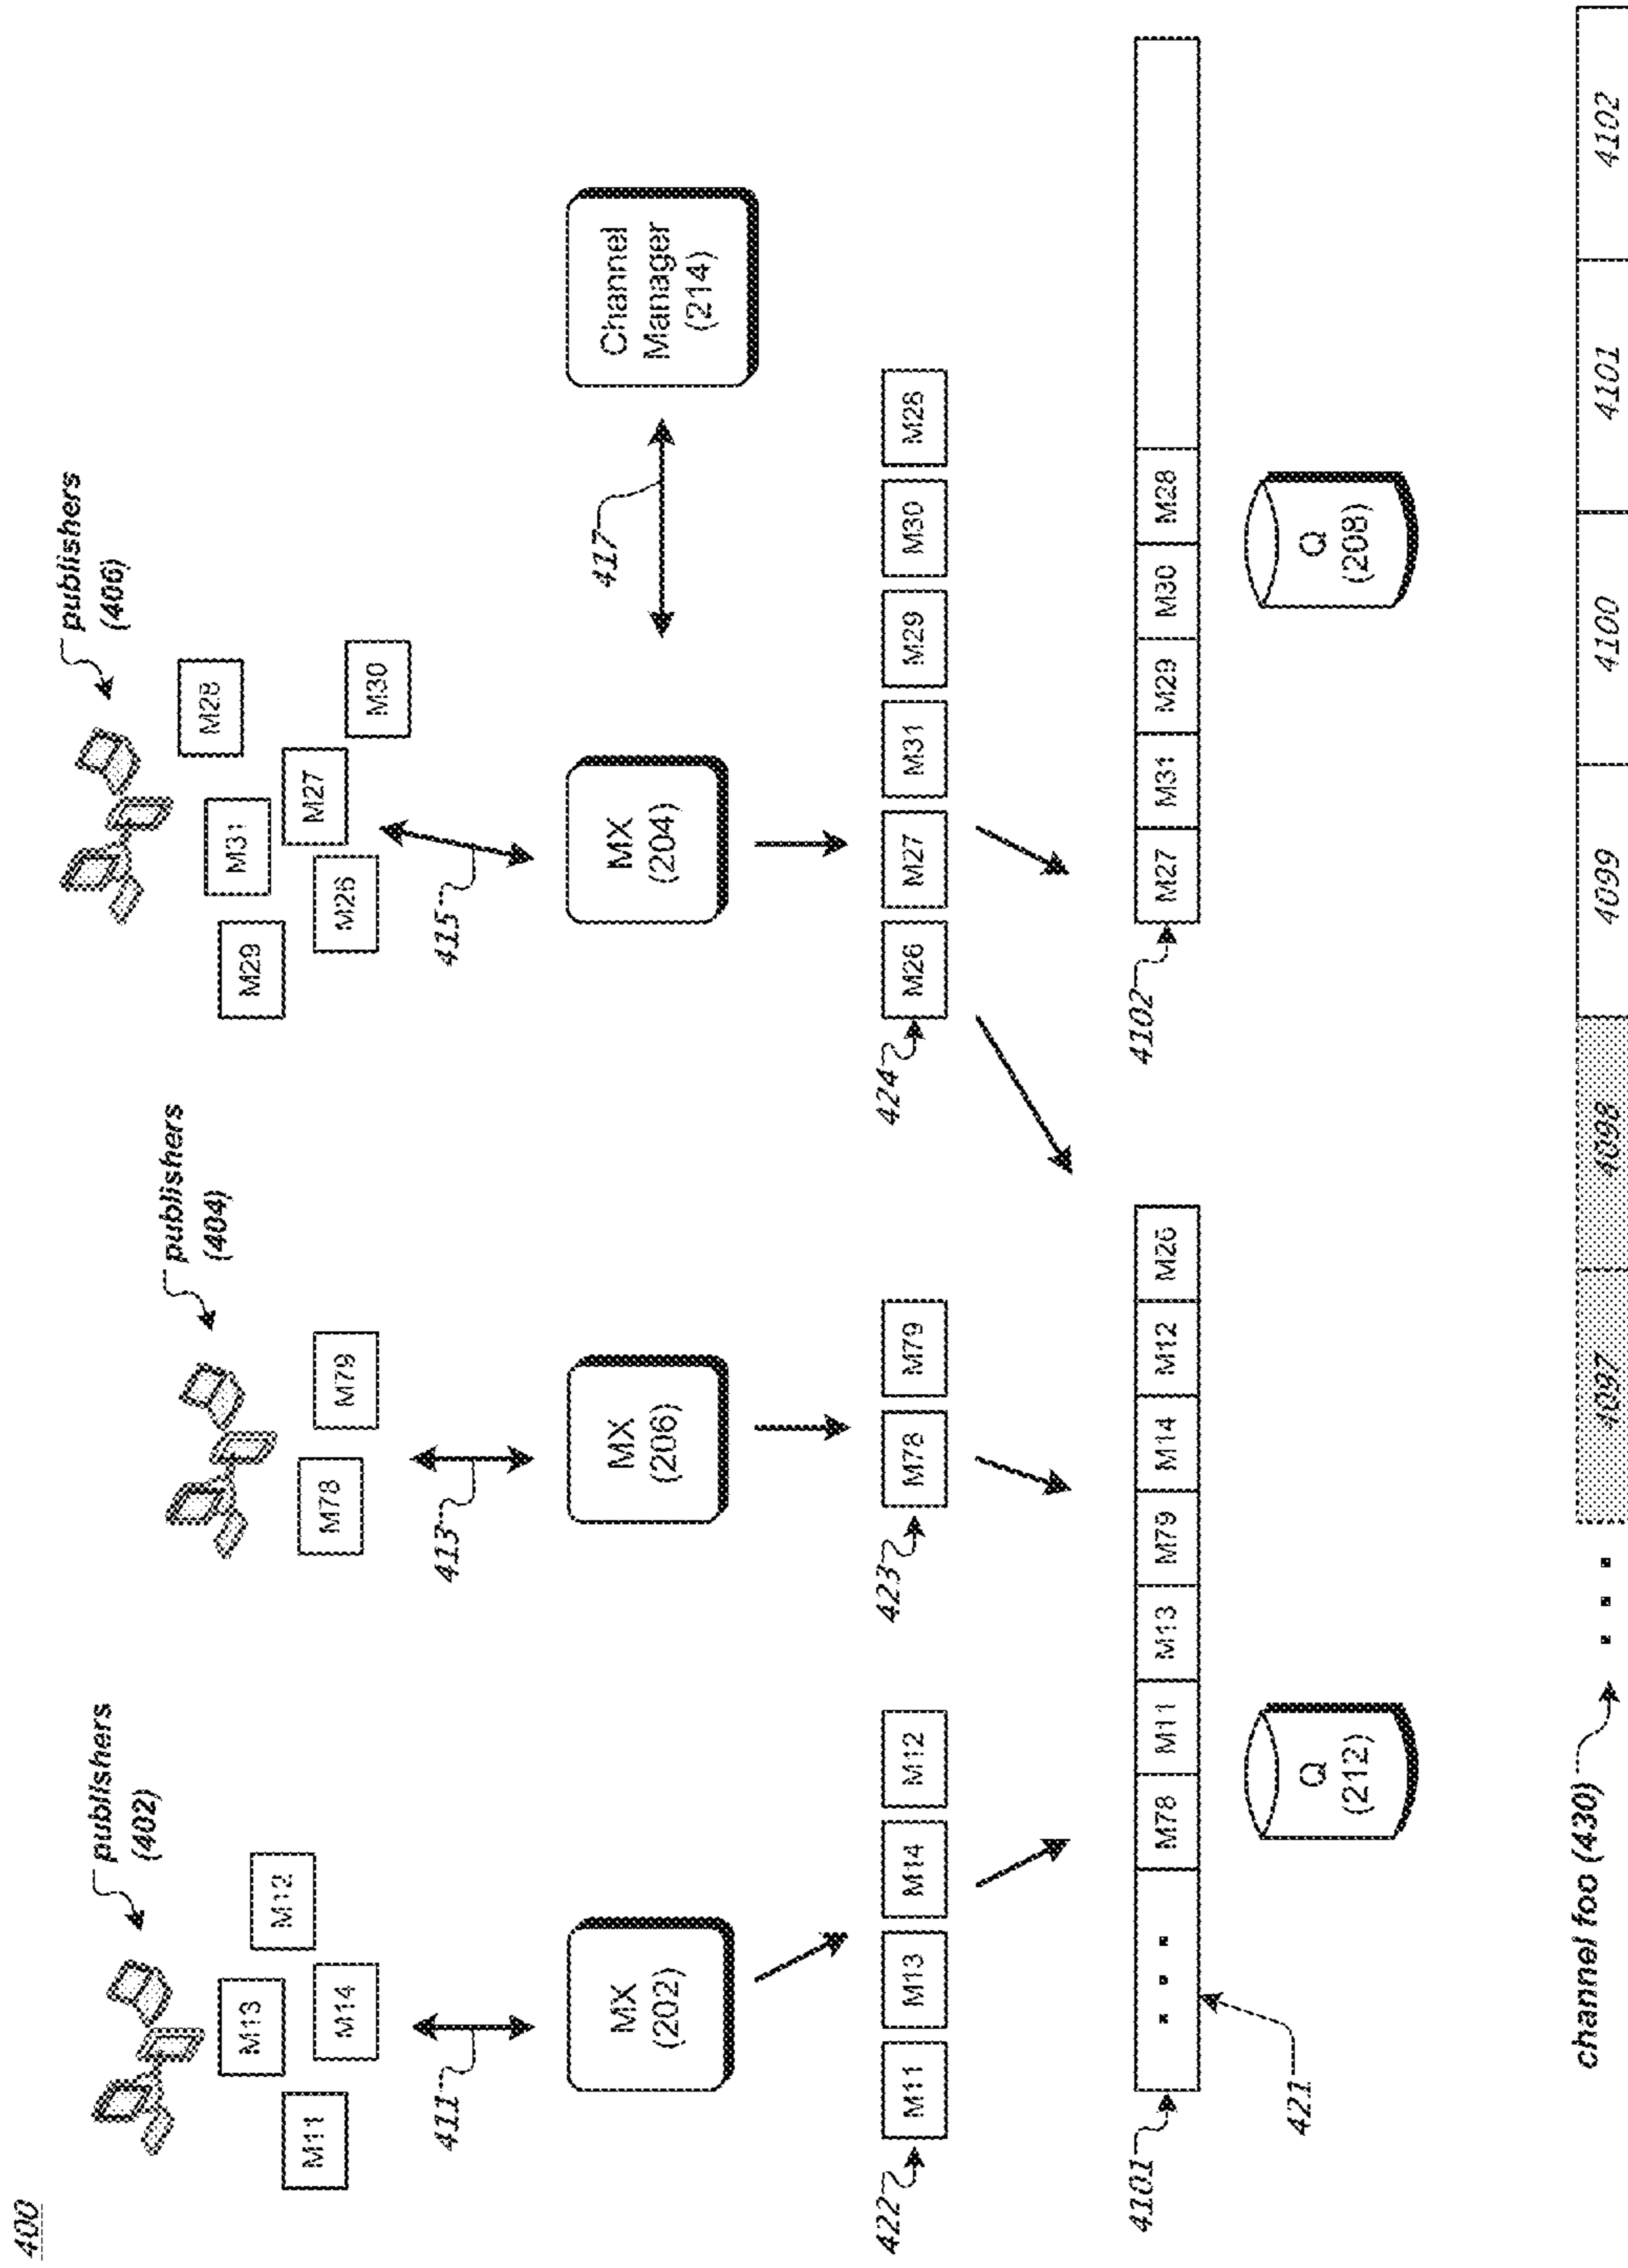 400
publishers
(402)
publishers
(404)
publishers
(406)
M11
M13
M14
M12
M78
M79
M29
M31
M26
M27
M28
M30
411
413
415
417
MX
(202)
MX
(206)
MX
(204)
Channel
Manager
(214)
422
M11
M13
M14
M12
423
M78
M79
424
M26
M27
M31
M29
M30
M28
4101
M78
M11
M13
M79
M14
M12
M26
4102
M27
M31
M29
M30
M28
421
Q
(212)
Q
(208)
channel foo (430)
4097
4098
4099
4100
4101
4102